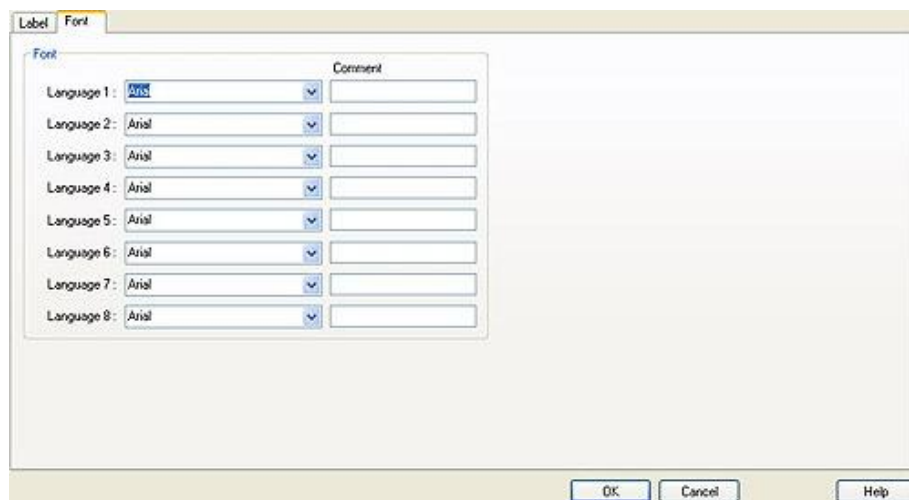 Label Font
Font
Comment
Language 1 : Arial
Language 2 : Arial
Language 3 : Arial
Language 4 : Arial
Language 5 : Arial
Language 6 : Arial
Language 7 : Arial
Language 8 : Arial
OK Cancel Help